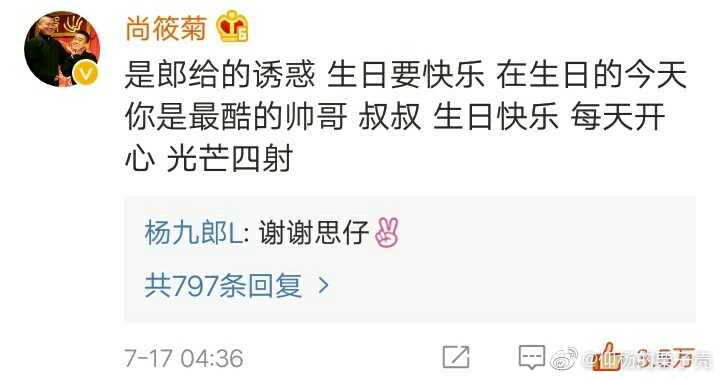 尚筱菊
是郎给的诱惑 生日要快乐 在生日的今天
你是最酷的帅哥 叔叔 生日快乐 每天开
心 光芒四射
杨九郎L: 谢谢思仔✌
共797条回复 >
7-17 04:36